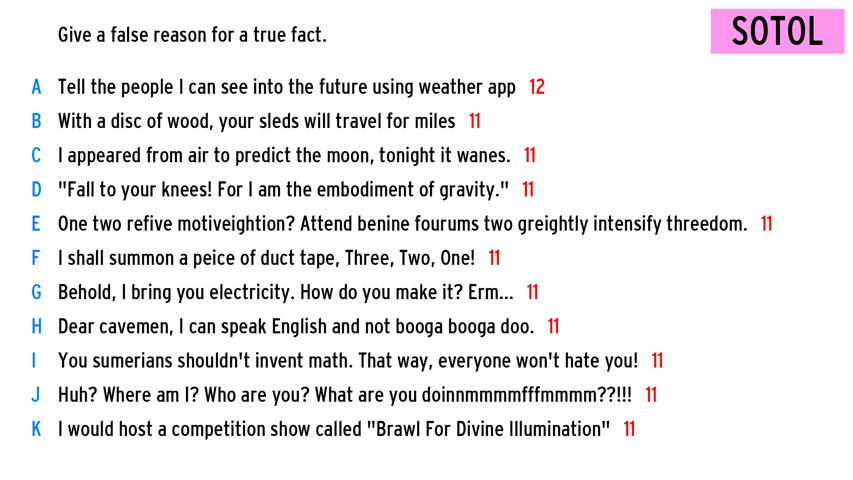 Give a false reason for a true fact.
SOTOL
A Tell the people I can see into the future using weather app 12
B With a disc of wood, your sleds will travel for miles 11
C I appeared from air to predict the moon, tonight it wanes. 11
D "Fall to your knees! For I am the embodiment of gravity." 11
E One two refive motiveightion? Attend benine fourums two greightly intensify threedom. 11
F I shall summon a peice of duct tape, Three, Two, One! 11
G Behold, I bring you electricity. How do you make it? Erm... 11
H Dear cavemen, I can speak English and not booga booga doo. 11
I You sumerians shouldn't invent math. That way, everyone won't hate you! 11
J Huh? Where am I? Who are you? What are you doinnmmmmfffmmmm??!!! 11
K I would host a competition show called "Brawl For Divine Illumination" 11